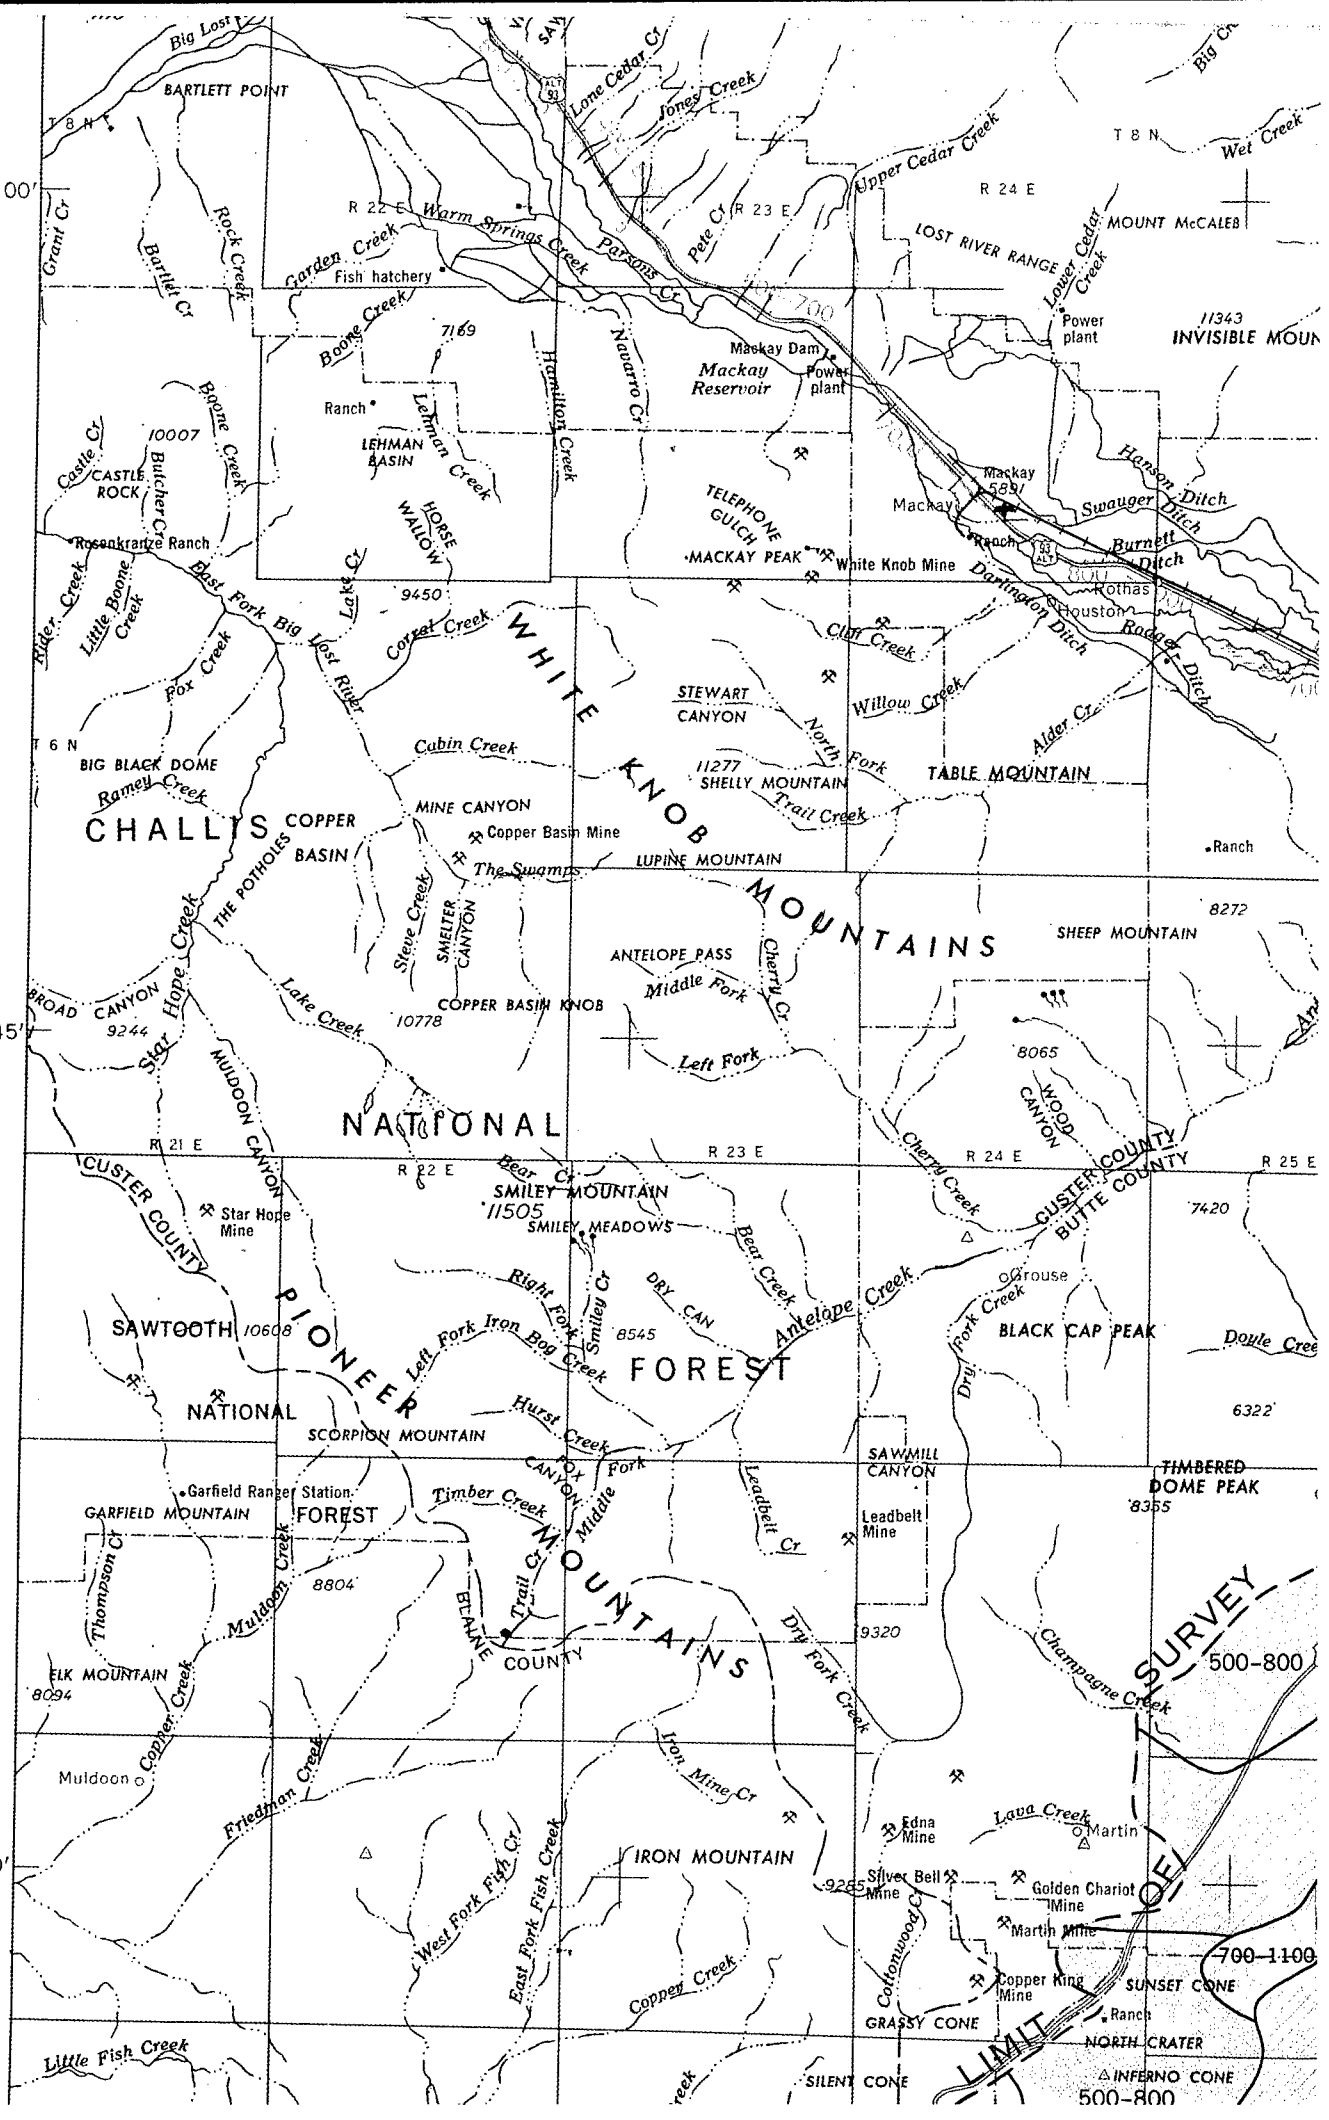 Big Lost
BARTLETT POINT
T 8 N
ALT
93
Lone Cedar Cr
Jones Creek
Upper Cedar Creek
T 8 N
Wet Creek
Big Cr
00'
Grant Cr
Bartlet Cr
Rock Creek
R 22 E
Warm Springs Creek
Garden Creek
Fish hatchery
Boone Creek
Parsons Cr
Pete Cr
R 23 E
R 24 E
LOST RIVER RANGE
Lower Cedar
Creek
MOUNT McCALEB
Power
plant
11343
INVISIBLE MOUN
7169
Hamilton Creek
Navarro Cr
Mackay Dam
Mackay
Reservoir
Power
plant
Ranch
Lehman Creek
LEHMAN
BASIN
Castle Cr
10007
CASTLE
ROCK
Butcher Cr
Boone Creek
HORSE
WALLOW
TELEPHONE
GULCH
MACKAY PEAK
White Knob Mine
Mackay
5891
Mackay
Ranch
93
ALT
Hanson Ditch
Swauger Ditch
Burnett
Ditch
800
Rothas
Houston
Darlington Ditch
Rodger Ditch
700
Rosenkranze Ranch
Rider Creek
Little Boone
Creek
East Fork Big Lost River
Lake Cr
9450
Corral Creek
Fox Creek
WHITE KNOB MOUNTAINS
Cliff Creek
Willow Creek
Alder Cr
STEWART
CANYON
North Fork
T 6 N
BIG BLACK DOME
Ramey Creek
Cabin Creek
11277
SHELLY MOUNTAIN
Trail Creek
TABLE MOUNTAIN
CHALLIS
COPPER
BASIN
MINE CANYON
Copper Basin Mine
The Swamps
LUPINE MOUNTAIN
Ranch
THE POTHOLES
Steve Creek
SMELTER
CANYON
8272
SHEEP MOUNTAIN
ANTELOPE PASS
Middle Fork
Cherry Cr
BROAD CANYON
9244
45'
Star Hope Creek
Lake Creek
10778
COPPER BASIN KNOB
Left Fork
8065
WOOD
CANYON
MULDOON CANYON
NATIONAL
R 21 E
R 22 E
R 23 E
R 24 E
R 25 E
Cherry Creek
CUSTER COUNTY
BUTTE COUNTY
CUSTER COUNTY
Star Hope
Mine
Bear Cr
SMILEY MOUNTAIN
11505
SMILEY MEADOWS
7420
Bear Creek
Right Fork
Smiley Cr
DRY CAN
8545
Antelope Creek
Grouse
Dry Fork Creek
BLACK CAP PEAK
Doyle Cree
PIONEER MOUNTAINS
SAWTOOTH
10608
Left Fork Iron Bog Creek
FOREST
NATIONAL
6322
Hurst Creek
SCORPION MOUNTAIN
FOX
CANYON
Middle Fork
SAWMILL
CANYON
TIMBERED
DOME PEAK
8355
Garfield Ranger Station
GARFIELD MOUNTAIN
FOREST
Timber Creek
Leadbelt Cr
Leadbelt
Mine
Thompson Cr
Muldoon Creek
8804
BLAINE
COUNTY
Trail Cr
Dry Fork Creek
9320
Champagne Creek
LIMIT OF SURVEY
500-800
ELK MOUNTAIN
8094
Copper Creek
Muldoon
Friedman Creek
Iron Mine Cr
Edna
Mine
Lava Creek
Martin
West Fork Fish Cr
East Fork Fish Creek
IRON MOUNTAIN
9285
Silver Bell
Mine
Golden Chariot
Mine
Martin Mine
Cottonwood Cr
700-1100
Copper Creek
Copper King
Mine
SUNSET CONE
GRASSY CONE
Ranch
NORTH CRATER
Little Fish Creek
reek
SILENT CONE
INFERNO CONE
500-800